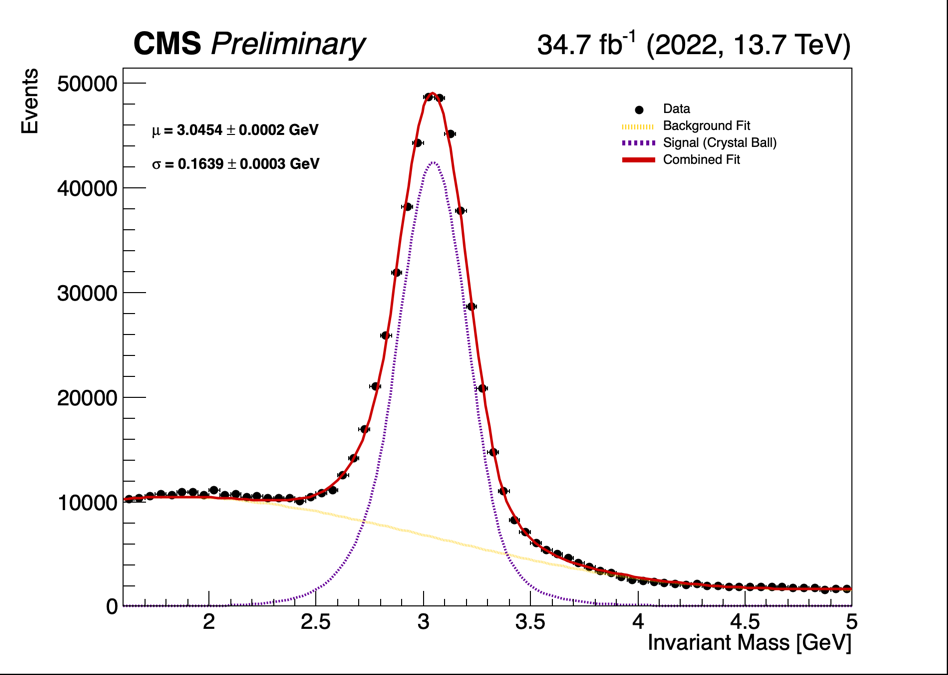 CMS Preliminary 34.7 fb⁻¹ (2022, 13.7 TeV)
Events
50000
40000
30000
20000
10000
0
μ = 3.0454 ± 0.0002 GeV
σ = 0.1639 ± 0.0003 GeV
Data
Background Fit
Signal (Crystal Ball)
Combined Fit
2 2.5 3 3.5 4 4.5 5
Invariant Mass [GeV]